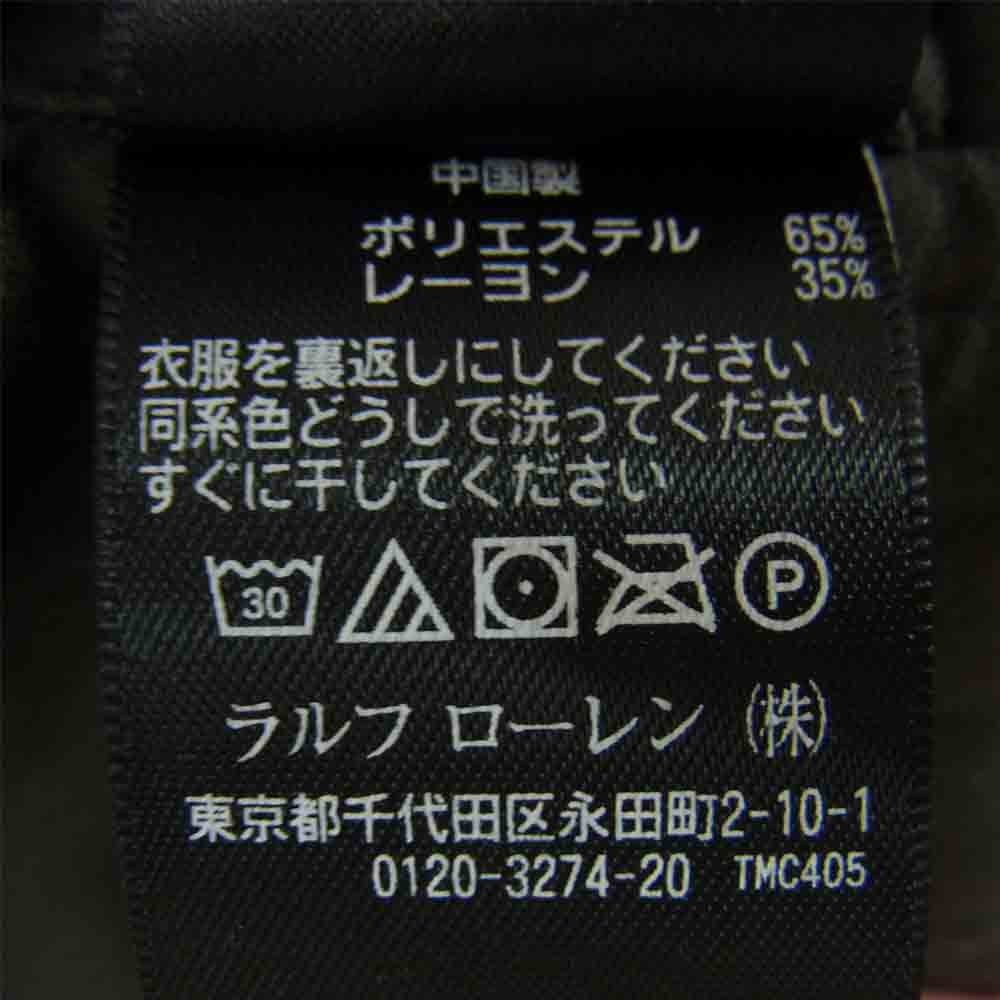 中国製
ポリエステル 65%
レーヨン 35%
衣服を裏返しにしてください
同系色どうしで洗ってください
すぐに干してください
30 P
ラルフ ローレン (株)
東京都千代田区永田町2-10-1
0120-3274-20 TMC405